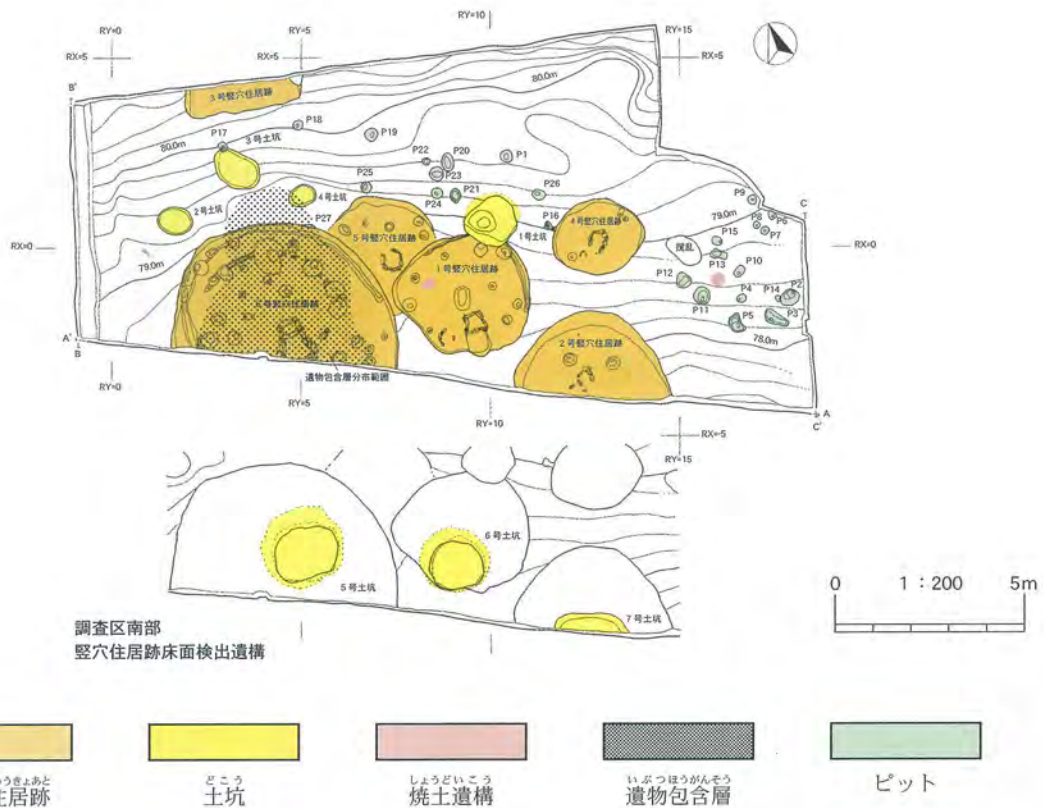 RY=0
RY=5
RY=10
RY=15
RX=5
RX=5
RX=5
B'
3号竪穴住居跡
80.0m
P17
P18
3号土坑
P19
80.0m
P22
P20
P1
P23
P25
P24
P21
P26
P9
79.0m
C
2号土坑
4号土坑
P27
5号竪穴住居跡
P16
1号土坑
4号竪穴住居跡
P8
P6
P7
RX=0
79.0m
1号竪穴住居跡
撹乱
P15
P13
RX=0
P12
P10
P4
P14
P2
P11
P5
P3
2号竪穴住居跡
78.0m
A'
B
遺物包含層分布範囲
RY=0
RY=5
RY=10
A
C'
RX=-5
RY=15
6号土坑
5号土坑
7号土坑
調査区南部
竪穴住居跡床面検出遺構
0 1:200 5m
うきょあと
住居跡
どこう
土坑
しょうどいこう
焼土遺構
いぶつほうがんそう
遺物包含層
ピット